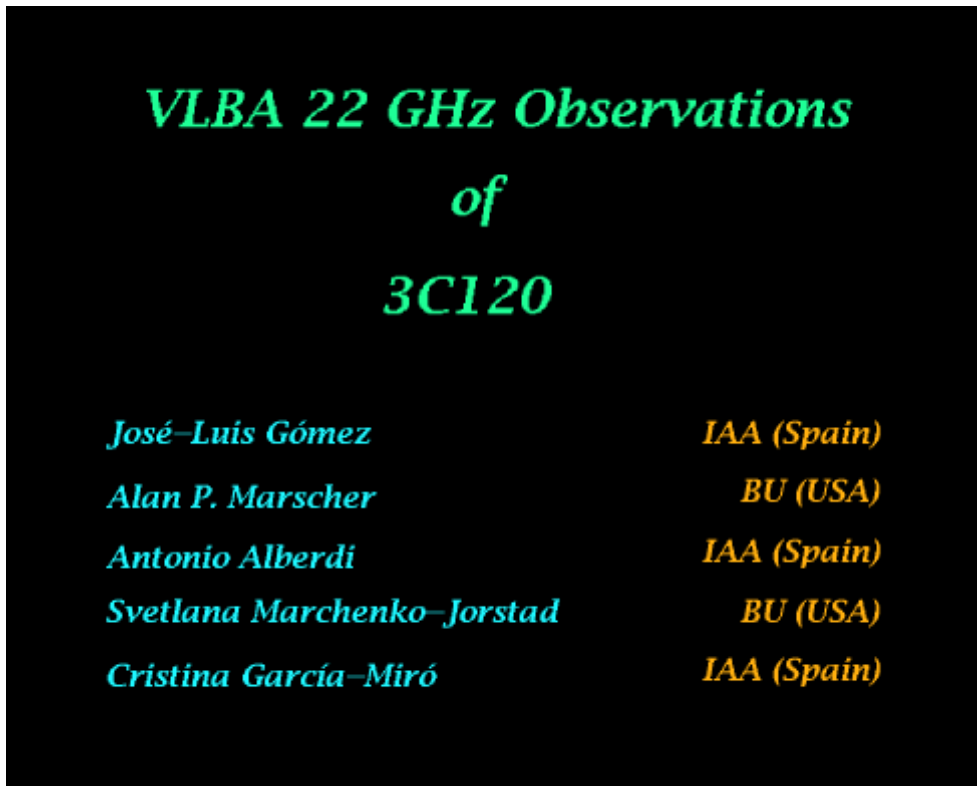 VLBA 22 GHz Observations
of
3C120
José–Luis Gómez IAA (Spain)
Alan P. Marscher BU (USA)
Antonio Alberdi IAA (Spain)
Svetlana Marchenko–Jorstad BU (USA)
Cristina García–Miró IAA (Spain)